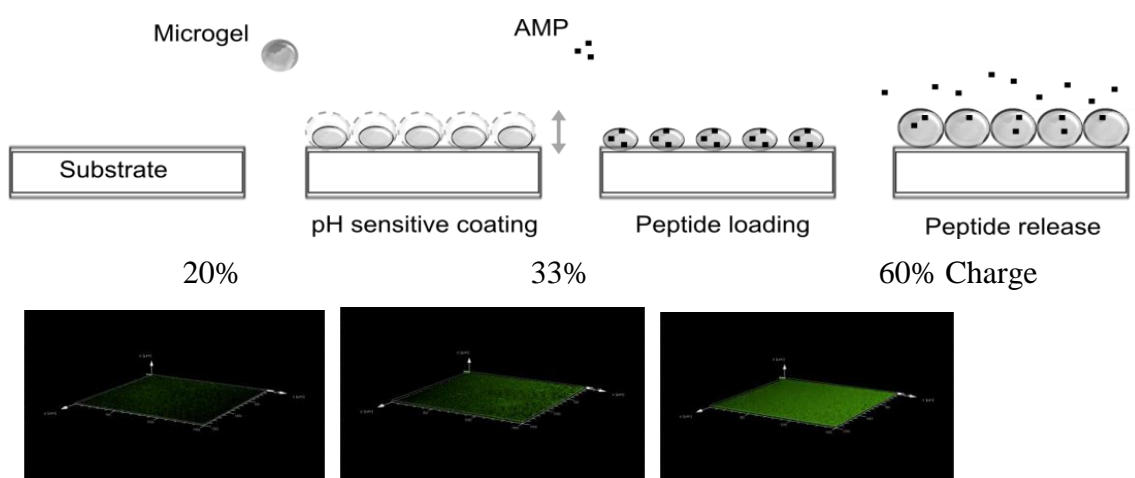 Microgel
AMP
Substrate
pH sensitive coating
Peptide loading
Peptide release
20%
33%
60% Charge